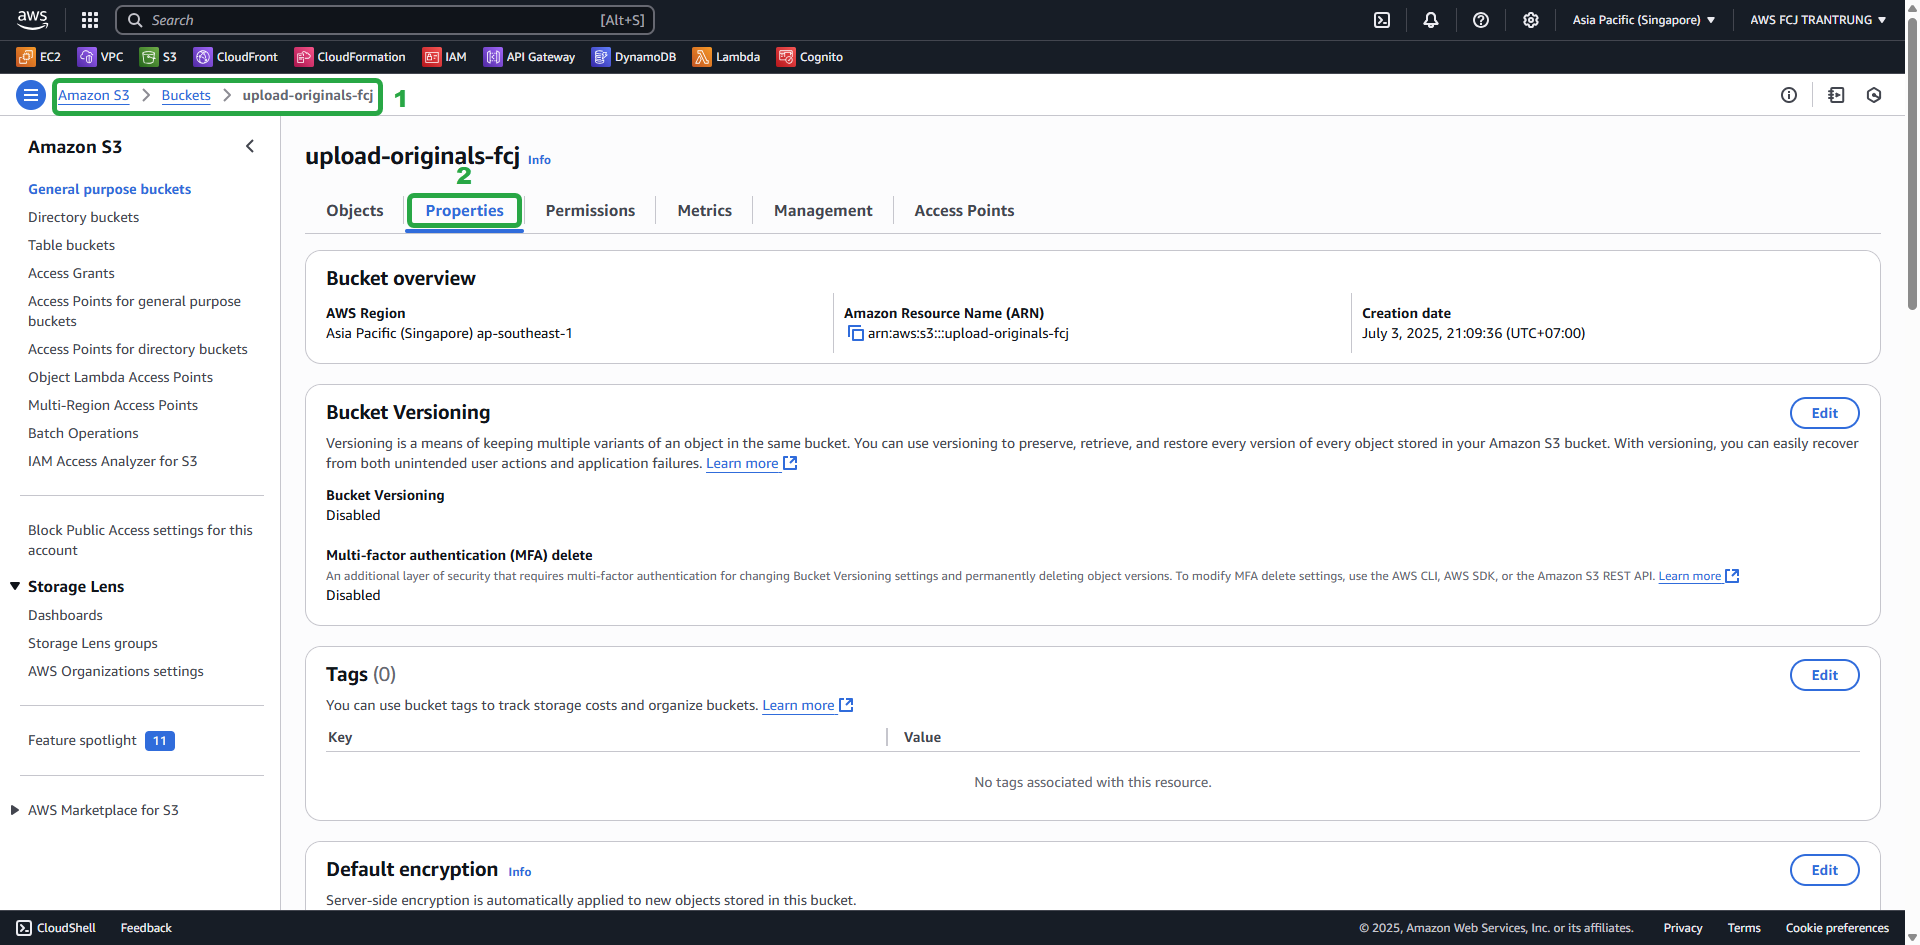 aws
Search [Alt+S]
Asia Pacific (Singapore)
AWS FCJ TRANTRUNG
EC2 VPC S3 CloudFront CloudFormation IAM API Gateway DynamoDB Lambda Cognito
Amazon S3 > Buckets > upload-originals-fcj 1
Amazon S3
General purpose buckets
Directory buckets
Table buckets
Access Grants
Access Points for general purpose
buckets
Access Points for directory buckets
Object Lambda Access Points
Multi-Region Access Points
Batch Operations
IAM Access Analyzer for S3
Block Public Access settings for this
account
Storage Lens
Dashboards
Storage Lens groups
AWS Organizations settings
Feature spotlight 11
AWS Marketplace for S3
upload-originals-fcj Info
2
Objects Properties Permissions Metrics Management Access Points
Bucket overview
AWS Region
Asia Pacific (Singapore) ap-southeast-1
Amazon Resource Name (ARN)
arn:aws:s3:::upload-originals-fcj
Creation date
July 3, 2025, 21:09:36 (UTC+07:00)
Bucket Versioning
Edit
Versioning is a means of keeping multiple variants of an object in the same bucket. You can use versioning to preserve, retrieve, and restore every version of every object stored in your Amazon S3 bucket. With versioning, you can easily recover
from both unintended user actions and application failures. Learn more
Bucket Versioning
Disabled
Multi-factor authentication (MFA) delete
An additional layer of security that requires multi-factor authentication for changing Bucket Versioning settings and permanently deleting object versions. To modify MFA delete settings, use the AWS CLI, AWS SDK, or the Amazon S3 REST API. Learn more
Disabled
Tags (0)
Edit
You can use bucket tags to track storage costs and organize buckets. Learn more
Key Value
No tags associated with this resource.
Default encryption Info
Edit
Server-side encryption is automatically applied to new objects stored in this bucket.
CloudShell Feedback
© 2025, Amazon Web Services, Inc. or its affiliates. Privacy Terms Cookie preferences